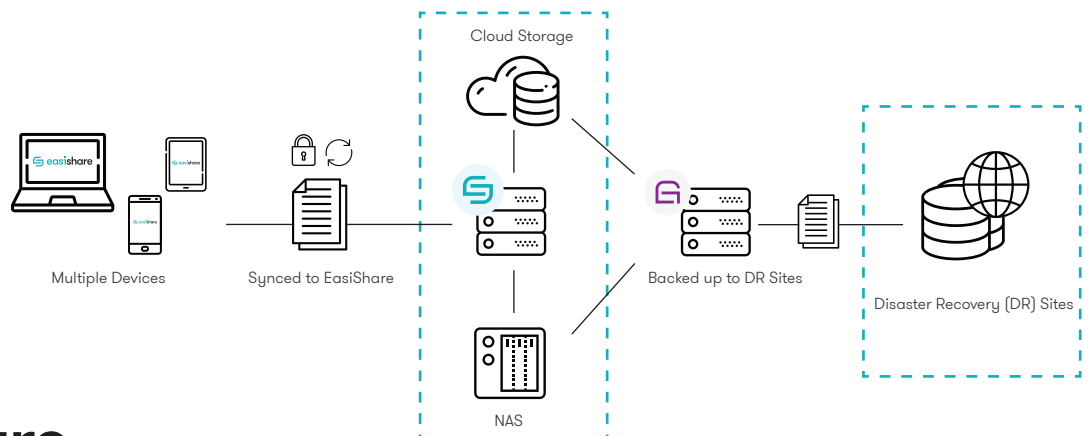 Cloud Storage
easishare
easishare
easishare
Multiple Devices
Synced to EasiShare
Backed up to DR Sites
Disaster Recovery (DR) Sites
NAS